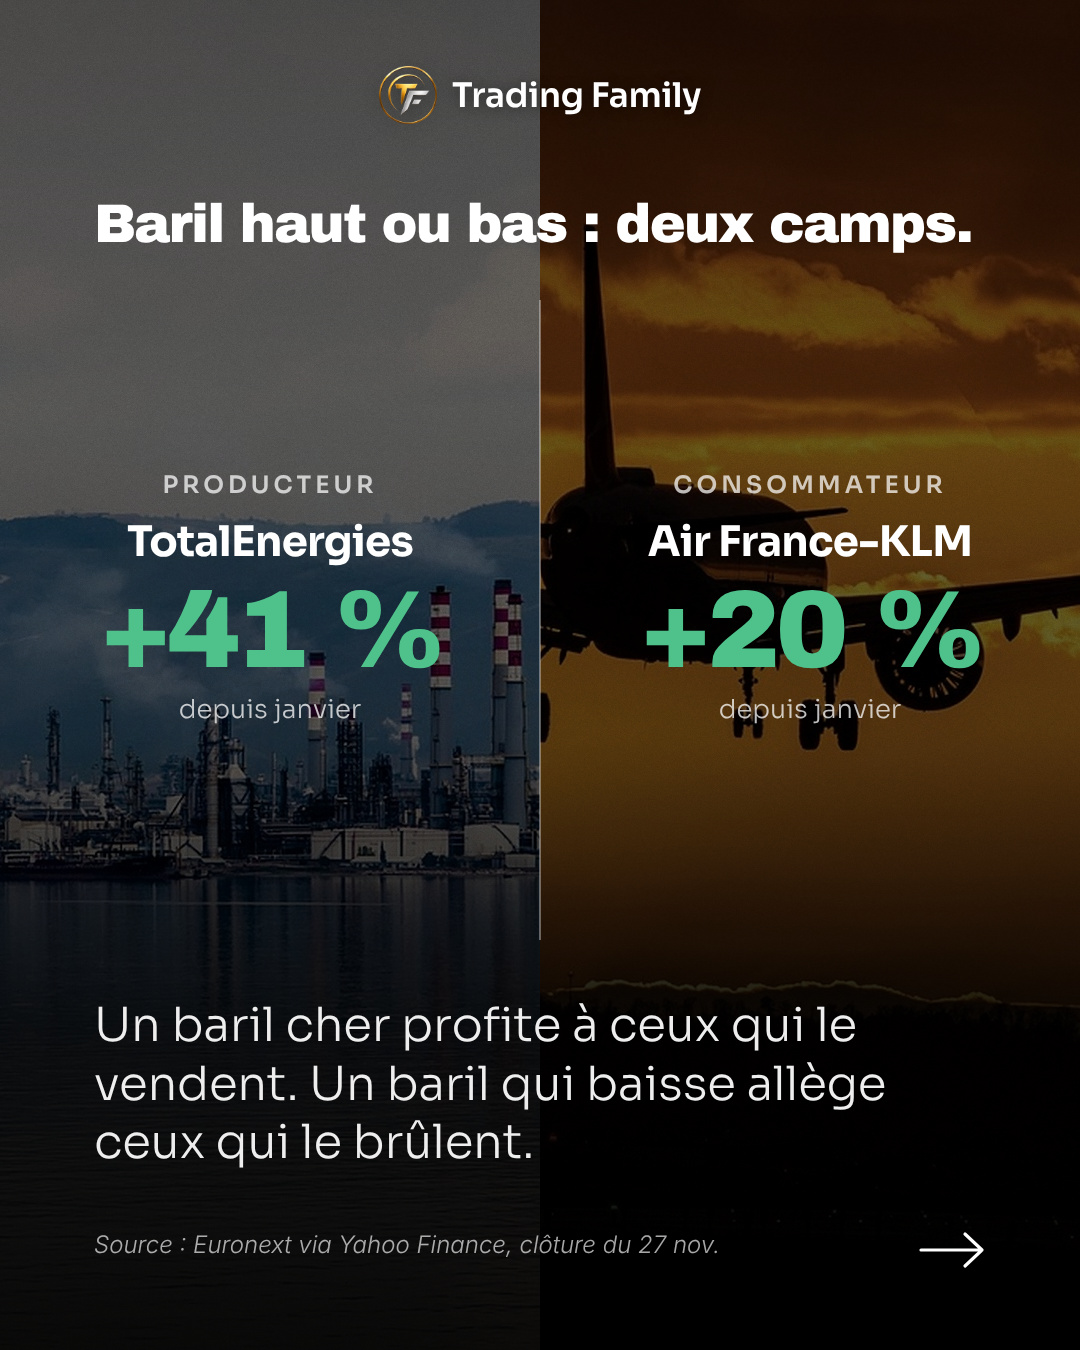 TF Trading Family
Baril haut ou bas : deux camps.
PRODUCTEUR
TotalEnergies
+41 %
depuis janvier
CONSOMMATEUR
Air France-KLM
+20 %
depuis janvier
Un baril cher profite à ceux qui le
vendent. Un baril qui baisse allège
ceux qui le brûlent.
Source : Euronext via Yahoo Finance, clôture du 27 nov.